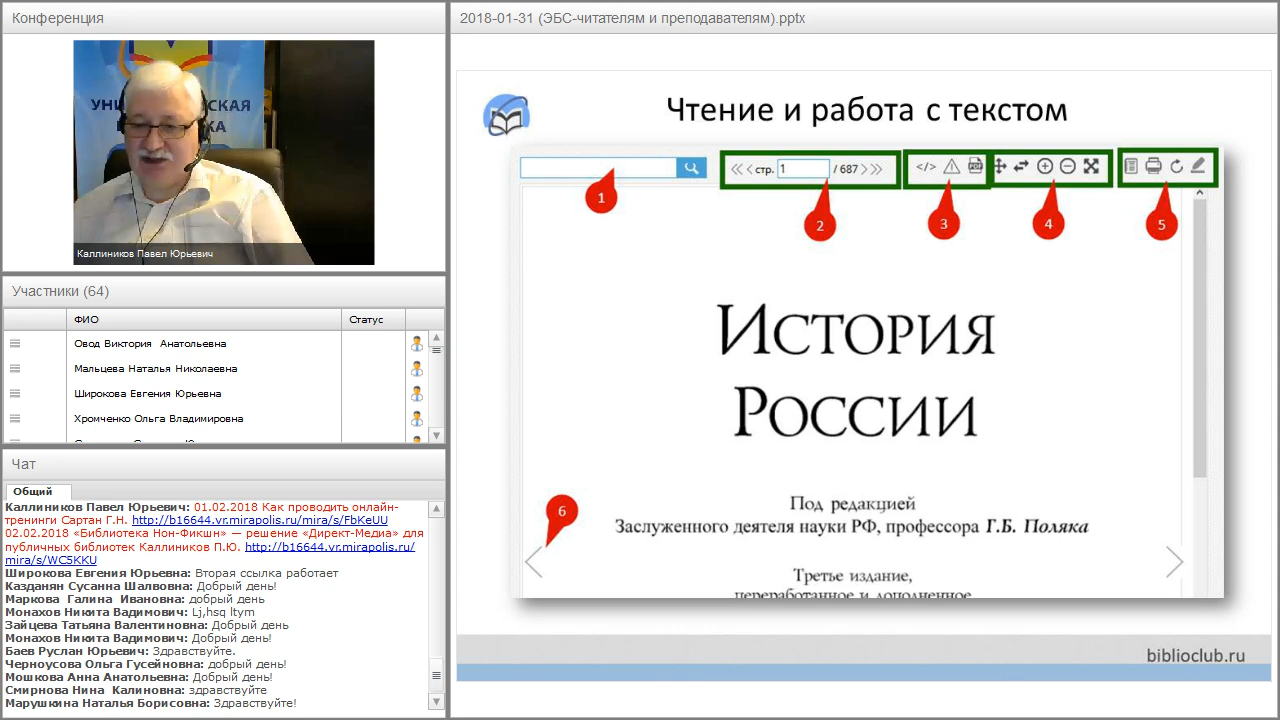 Конференция
УНИ
СКАЯ
КА
Каллиников Павел Юрьевич
Участники (64)
ФИО
Статус
Овод Виктория Анатольевна
Мальцева Наталья Николаевна
Широкова Евгения Юрьевна
Хромченко Ольга Владимировна
Чат
Общий
Каллиников Павел Юрьевич: 01.02.2018 Как проводить онлайн-
тренинги Сартан Г.Н. http://b16644.vr.mirapolis.ru/mira/s/FbKeUU
02.02.2018 «Библиотека Нон-Фикшн» — решение «Директ-Медиа» для
публичных библиотек Каллиников П.Ю. http://b16644.vr.mirapolis.ru/
mira/s/WC5KKU
Широкова Евгения Юрьевна: Вторая ссылка работает
Казданян Сусанна Шалвовна: Добрый день!
Маркова Галина Ивановна: добрый день
Монахов Никита Вадимович: Lj,hsq ltym
Зайцева Татьяна Валентиновна: Добрый день
Монахов Никита Вадимович: Добрый день!
Баев Руслан Юрьевич: Здравствуйте.
Черноусова Ольга Гусейновна: добрый день!
Мошкова Анна Анатольевна: Добрый день!
Смирнова Нина Калиновна: здравствуйте
Марушкина Наталья Борисовна: Здравствуйте!
2018-01-31 (ЭБС-читателям и преподавателям).pptx
Чтение и работа с текстом
стр. 1 / 687
</>
PDF
1
2
3
4
5
История
России
6
Под редакцией
Заслуженного деятеля науки РФ, профессора Г.Б. Поляка
Третье издание,
переработанное и дополненное
biblioclub.ru